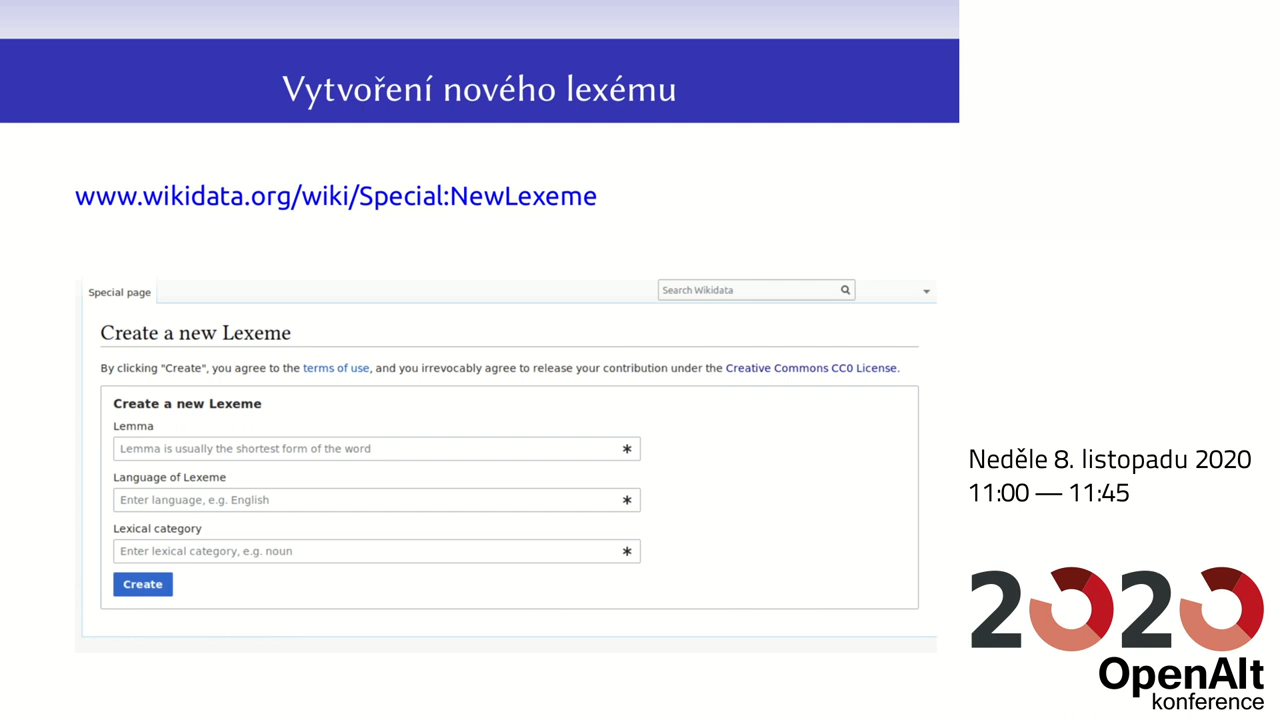 Vytvoření nového lexému
www.wikidata.org/wiki/Special:NewLexeme
Special page
Search Wikidata
Create a new Lexeme
By clicking "Create", you agree to the terms of use, and you irrevocably agree to release your contribution under the Creative Commons CC0 License.
Create a new Lexeme
Lemma
Lemma is usually the shortest form of the word *
Language of Lexeme
Enter language, e.g. English *
Lexical category
Enter lexical category, e.g. noun *
Create
Neděle 8. listopadu 2020
11:00 — 11:45
2020
OpenAlt
konference